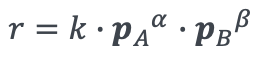 r = k · p_A^α · p_B^β